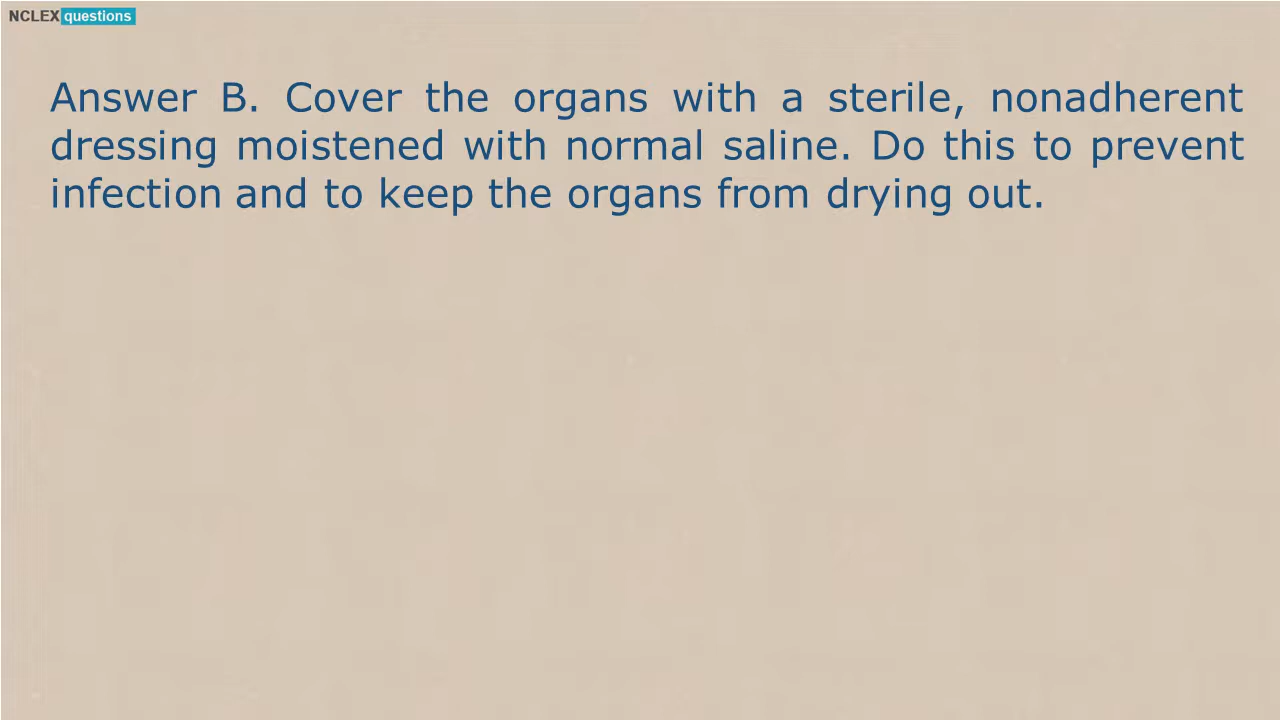 NCLEX questions
Answer B. Cover the organs with a sterile, nonadherent
dressing moistened with normal saline. Do this to prevent
infection and to keep the organs from drying out.